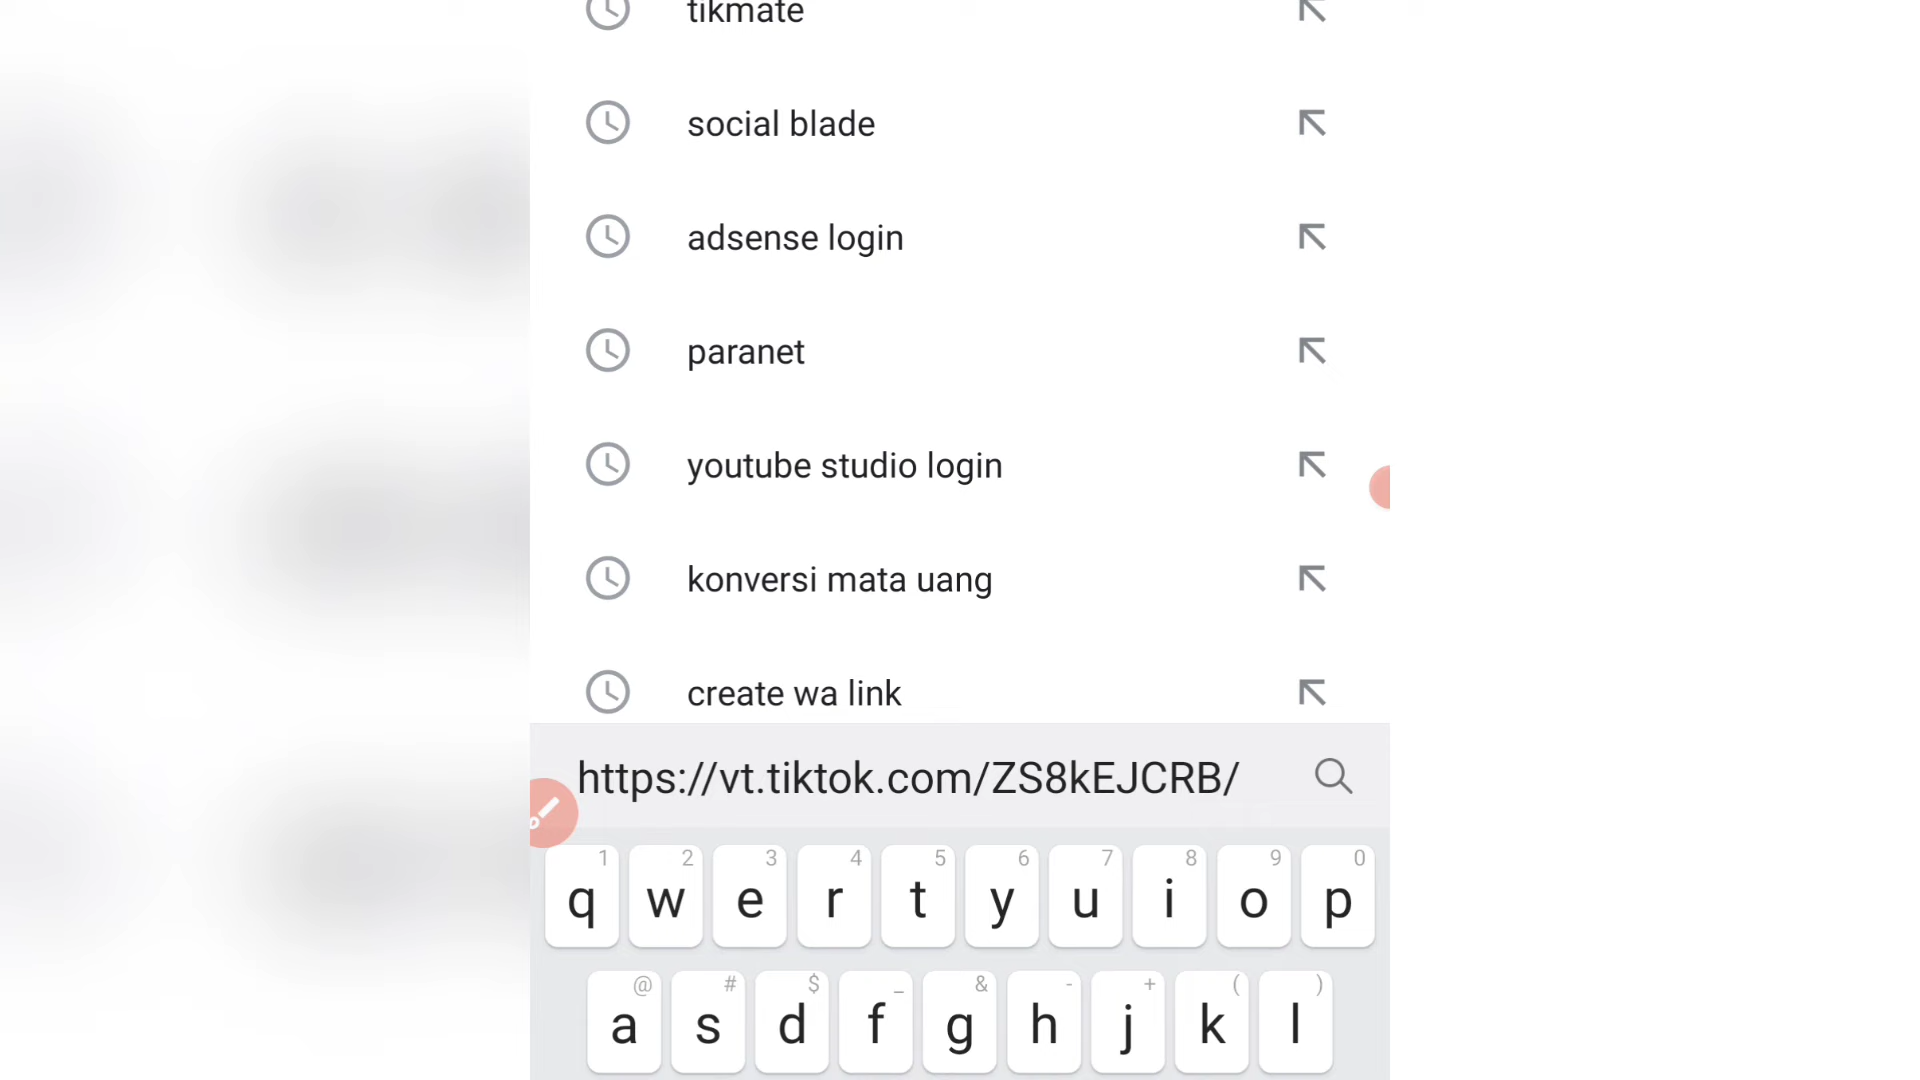 tikmate
social blade
adsense login
paranet
youtube studio login
konversi mata uang
create wa link
https://vt.tiktok.com/ZS8kEJCRB/
1 2 3 4 5 6 7 8 9 0
q w e r t y u i o p
@ # $ _ & - + ( )
a s d f g h j k l